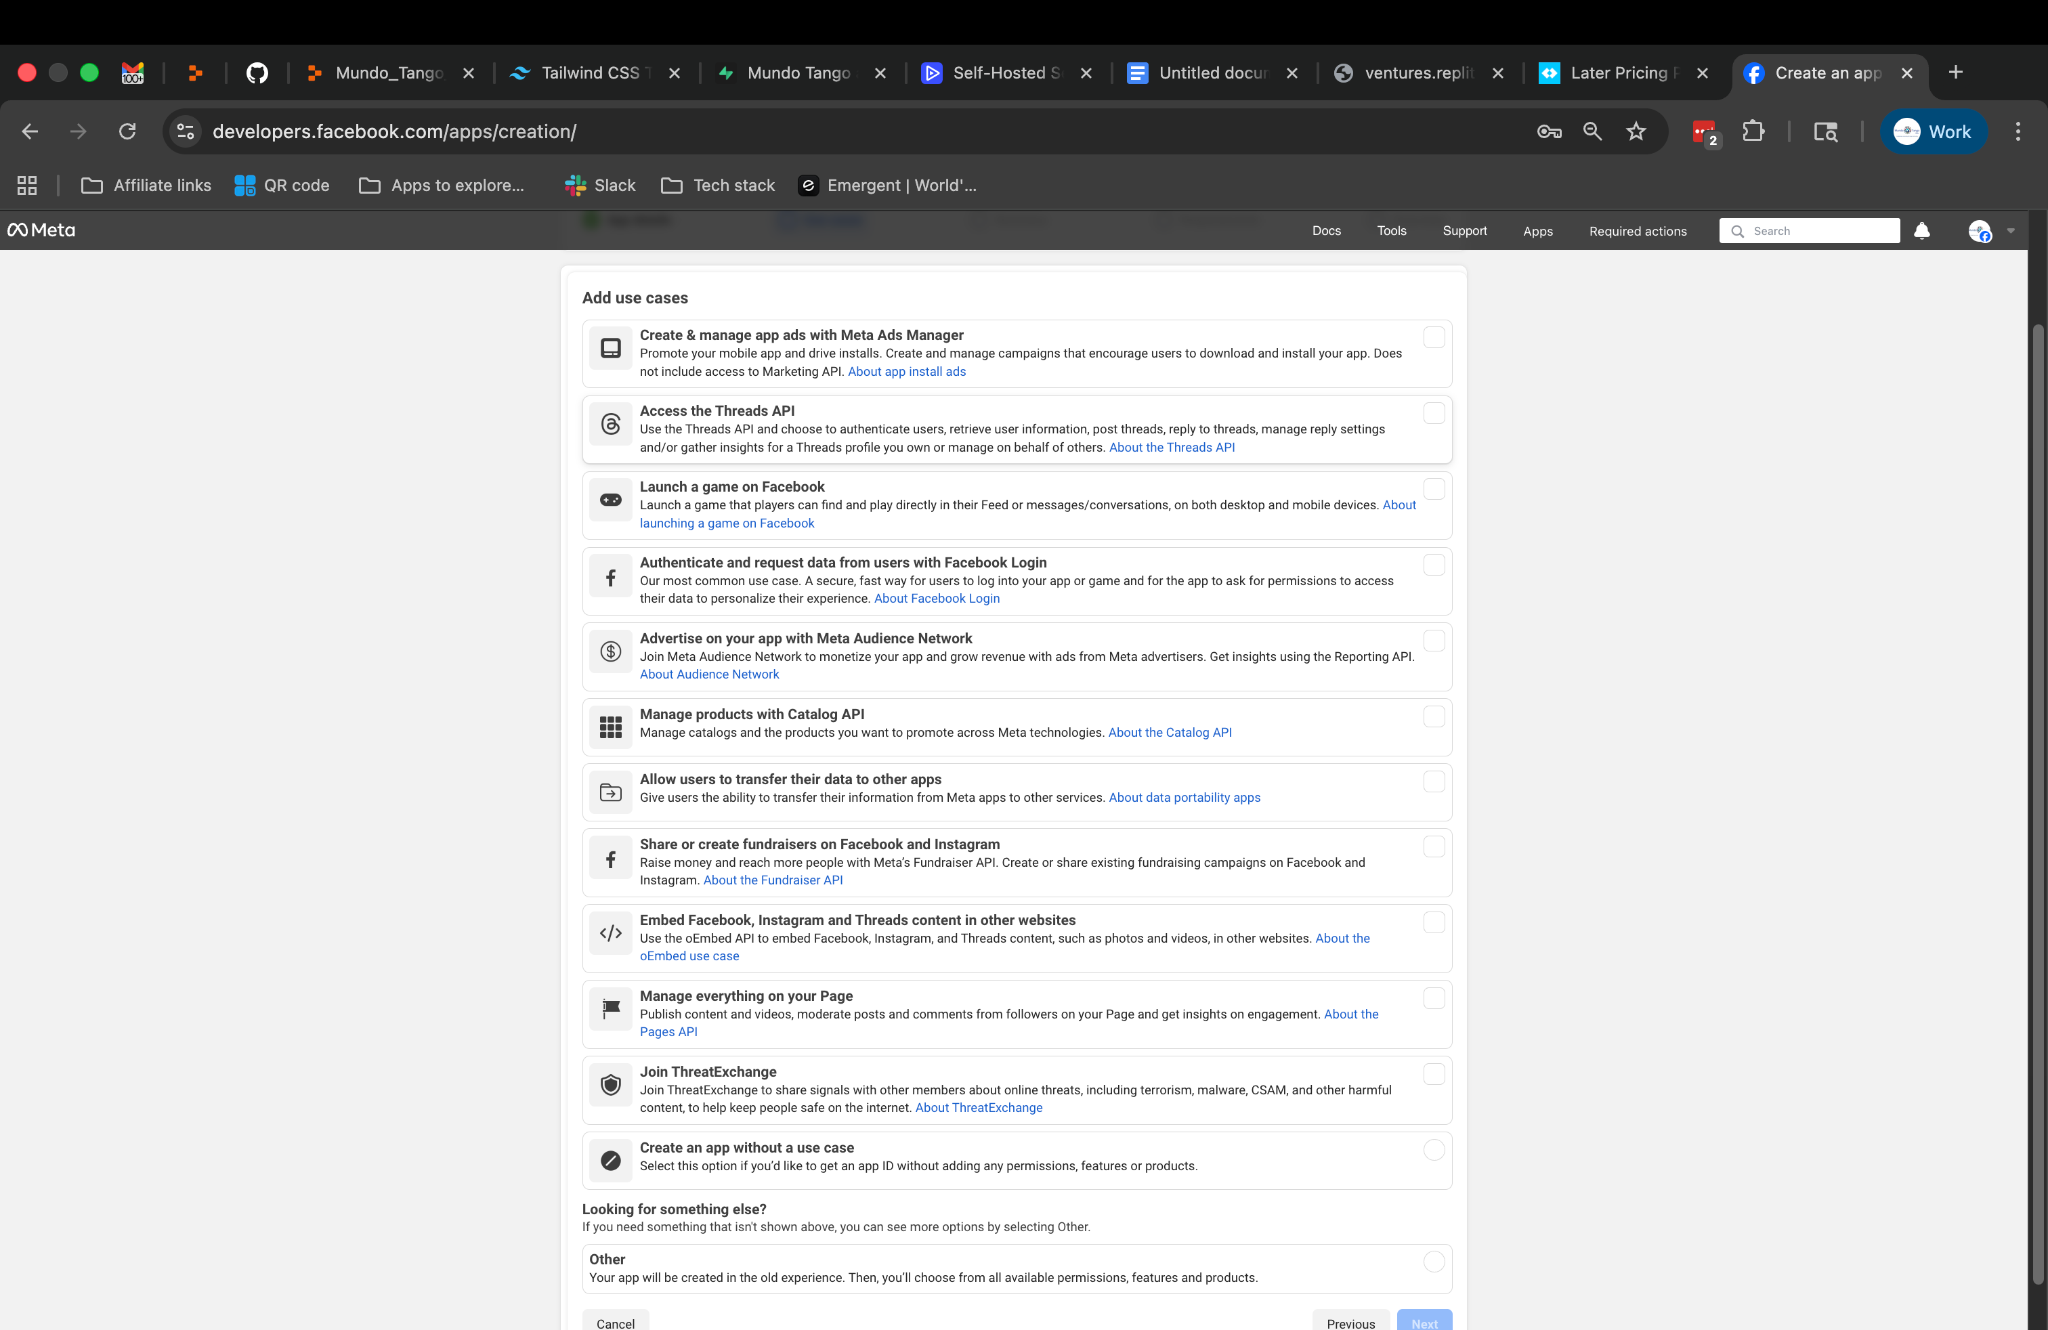 100+
Mundo_Tango
Tailwind CSS T
Mundo Tango
Self-Hosted S
Untitled docu
ventures.replit
Later Pricing P
Create an app
developers.facebook.com/apps/creation/
2
Work
Affiliate links
QR code
Apps to explore...
Slack
Tech stack
Emergent | World'...
Meta
Docs
Tools
Support
Apps
Required actions
Search
Add use cases
Create & manage app ads with Meta Ads Manager
Promote your mobile app and drive installs. Create and manage campaigns that encourage users to download and install your app. Does
not include access to Marketing API. About app install ads
Access the Threads API
Use the Threads API and choose to authenticate users, retrieve user information, post threads, reply to threads, manage reply settings
and/or gather insights for a Threads profile you own or manage on behalf of others. About the Threads API
Launch a game on Facebook
Launch a game that players can find and play directly in their Feed or messages/conversations, on both desktop and mobile devices. About
launching a game on Facebook
Authenticate and request data from users with Facebook Login
Our most common use case. A secure, fast way for users to log into your app or game and for the app to ask for permissions to access
their data to personalize their experience. About Facebook Login
Advertise on your app with Meta Audience Network
Join Meta Audience Network to monetize your app and grow revenue with ads from Meta advertisers. Get insights using the Reporting API.
About Audience Network
Manage products with Catalog API
Manage catalogs and the products you want to promote across Meta technologies. About the Catalog API
Allow users to transfer their data to other apps
Give users the ability to transfer their information from Meta apps to other services. About data portability apps
Share or create fundraisers on Facebook and Instagram
Raise money and reach more people with Meta's Fundraiser API. Create or share existing fundraising campaigns on Facebook and
Instagram. About the Fundraiser API
Embed Facebook, Instagram and Threads content in other websites
Use the oEmbed API to embed Facebook, Instagram, and Threads content, such as photos and videos, in other websites. About the
oEmbed use case
Manage everything on your Page
Publish content and videos, moderate posts and comments from followers on your Page and get insights on engagement. About the
Pages API
Join ThreatExchange
Join ThreatExchange to share signals with other members about online threats, including terrorism, malware, CSAM, and other harmful
content, to help keep people safe on the internet. About ThreatExchange
Create an app without a use case
Select this option if you'd like to get an app ID without adding any permissions, features or products.
Looking for something else?
If you need something that isn't shown above, you can see more options by selecting Other.
Other
Your app will be created in the old experience. Then, you'll choose from all available permissions, features and products.
Cancel
Previous
Next